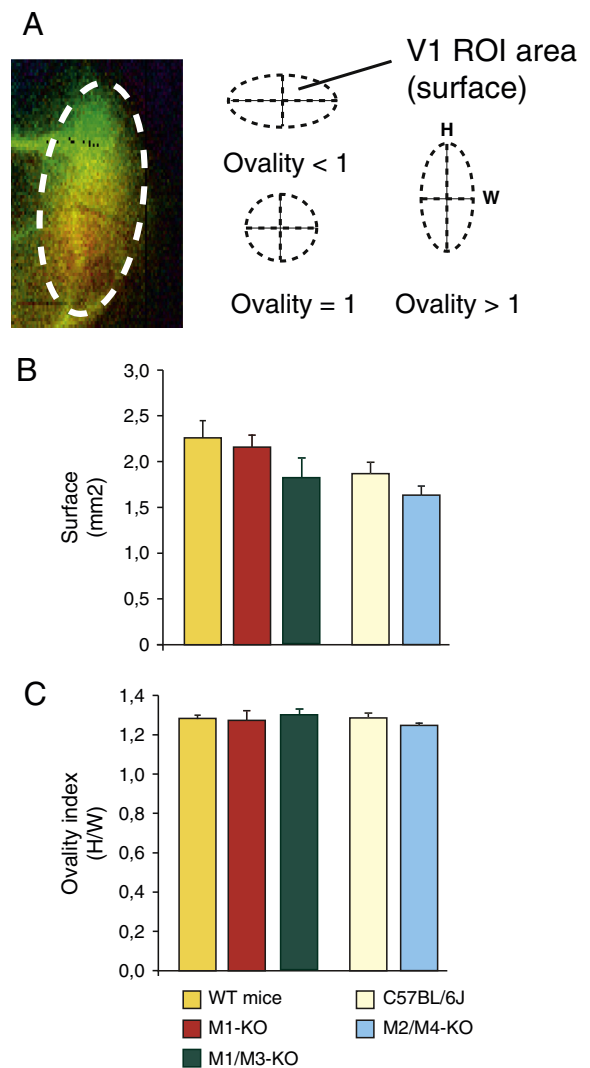 A
V1 ROI area
(surface)
Ovality < 1
H
W
Ovality = 1
Ovality > 1
B
3,0
2,5
2,0
1,5
1,0
0,5
0
Surface
(mm2)
C
1,4
1,2
1,0
0,8
0,6
0,4
0,2
0,0
Ovality index
(H/W)
WT mice
C57BL/6J
M1-KO
M2/M4-KO
M1/M3-KO